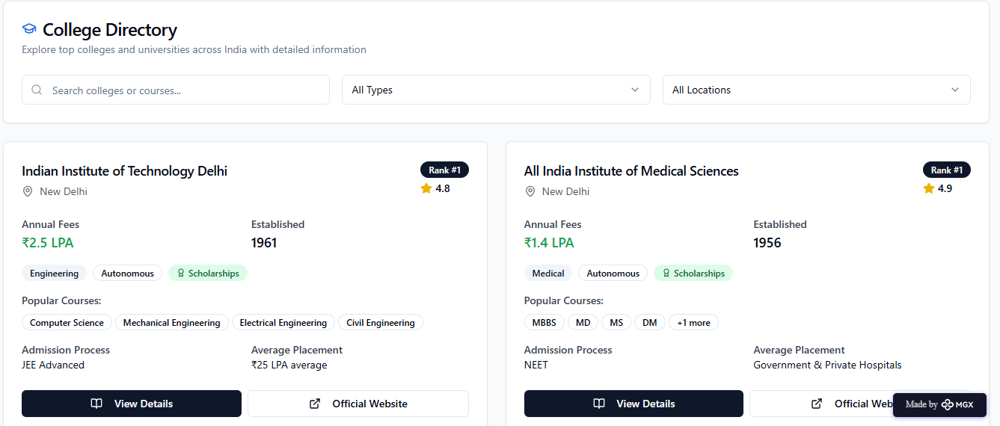 College Directory
Explore top colleges and universities across India with detailed information
Search colleges or courses...
All Types
All Locations
Indian Institute of Technology Delhi
Rank #1
New Delhi
4.8
Annual Fees
Established
₹2.5 LPA
1961
Engineering
Autonomous
Scholarships
Popular Courses:
Computer Science
Mechanical Engineering
Electrical Engineering
Civil Engineering
Admission Process
Average Placement
JEE Advanced
₹25 LPA average
View Details
Official Website
All India Institute of Medical Sciences
Rank #1
New Delhi
4.9
Annual Fees
Established
₹1.4 LPA
1956
Medical
Autonomous
Scholarships
Popular Courses:
MBBS
MD
MS
DM
+1 more
Admission Process
Average Placement
NEET
Government & Private Hospitals
View Details
Official Web
Made by MGX